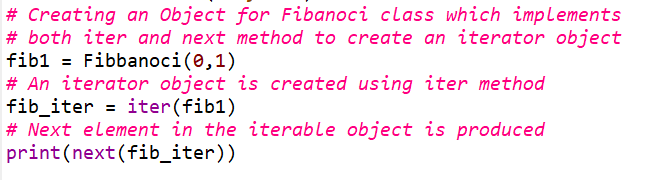 # Creating an Object for Fibanoci class which implements
# both iter and next method to create an iterator object
fib1 = Fibbanoci(0,1)
# An iterator object is created using iter method
fib_iter = iter(fib1)
# Next element in the iterable object is produced
print(next(fib_iter))